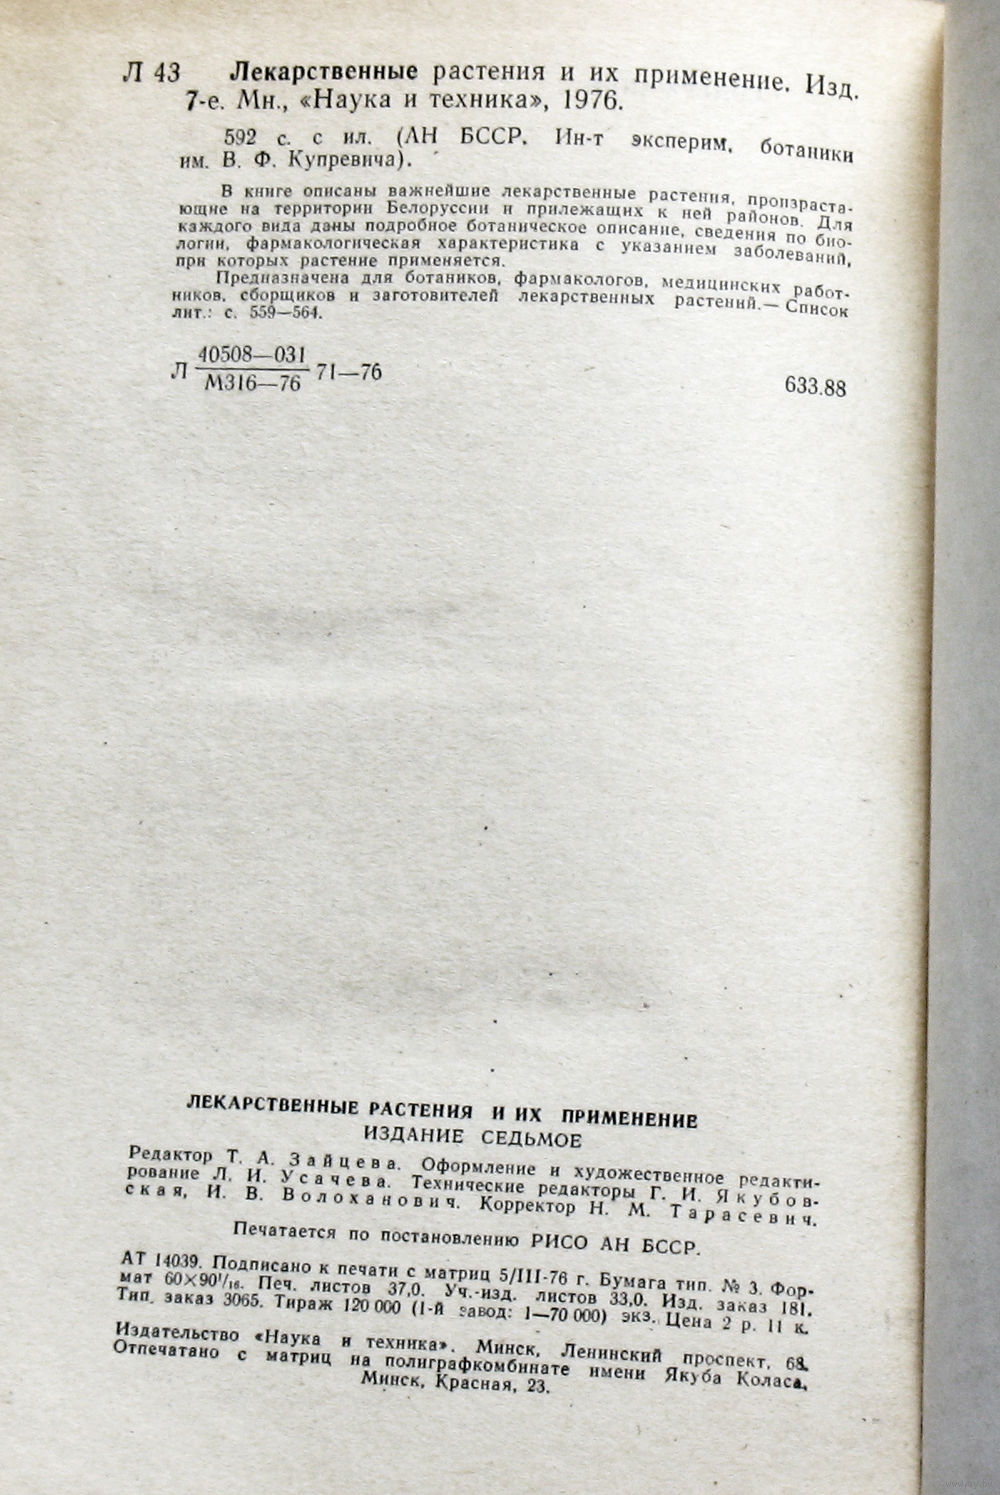 Л 43 Лекарственные растения и их применение. Изд.
7-е. Мн., «Наука и техника», 1976.
592 с. с ил. (АН БССР. Ин-т эксперим, ботаники
им. В. Ф. Купревича).
В книге описаны важнейшие лекарственные растения, произраста-
ющие на территории Белоруссии и прилежащих к ней районов. Для
каждого вида даны подробное ботаническое описание, сведения по био-
логии, фармакологическая характеристика с указанием заболеваний,
при которых растение применяется.
Предназначена для ботаников, фармакологов, медицинских работ-
ников, сборщиков и заготовителей лекарственных растений.— Список
лит.: с. 559—564.
40508—031
Л 71—76
М316—76
633.88
ЛЕКАРСТВЕННЫЕ РАСТЕНИЯ И ИХ ПРИМЕНЕНИЕ
ИЗДАНИЕ СЕДЬМОЕ
Редактор Т. А. Зайцева. Оформление и художественное редакти-
рование Л. И. Усачева. Технические редакторы Г. И. Якубов-
ская, И. В. Волоханович. Корректор Н. М. Тарасевич.
Печатается по постановлению РИСО АН БССР.
АТ 14039. Подписано к печати с матриц 5/III-76 г. Бумага тип. № 3. Фор-
мат 60×90¹/₁₆. Печ. листов 37,0. Уч.-изд. листов 33,0. Изд. заказ 181.
Тип. заказ 3065. Тираж 120 000 (1-й завод: 1—70 000) экз. Цена 2 р. 11 к.
Издательство «Наука и техника». Минск, Ленинский проспект, 68.
Отпечатано с матриц на полиграфкомбинате имени Якуба Коласа,
Минск, Красная, 23.